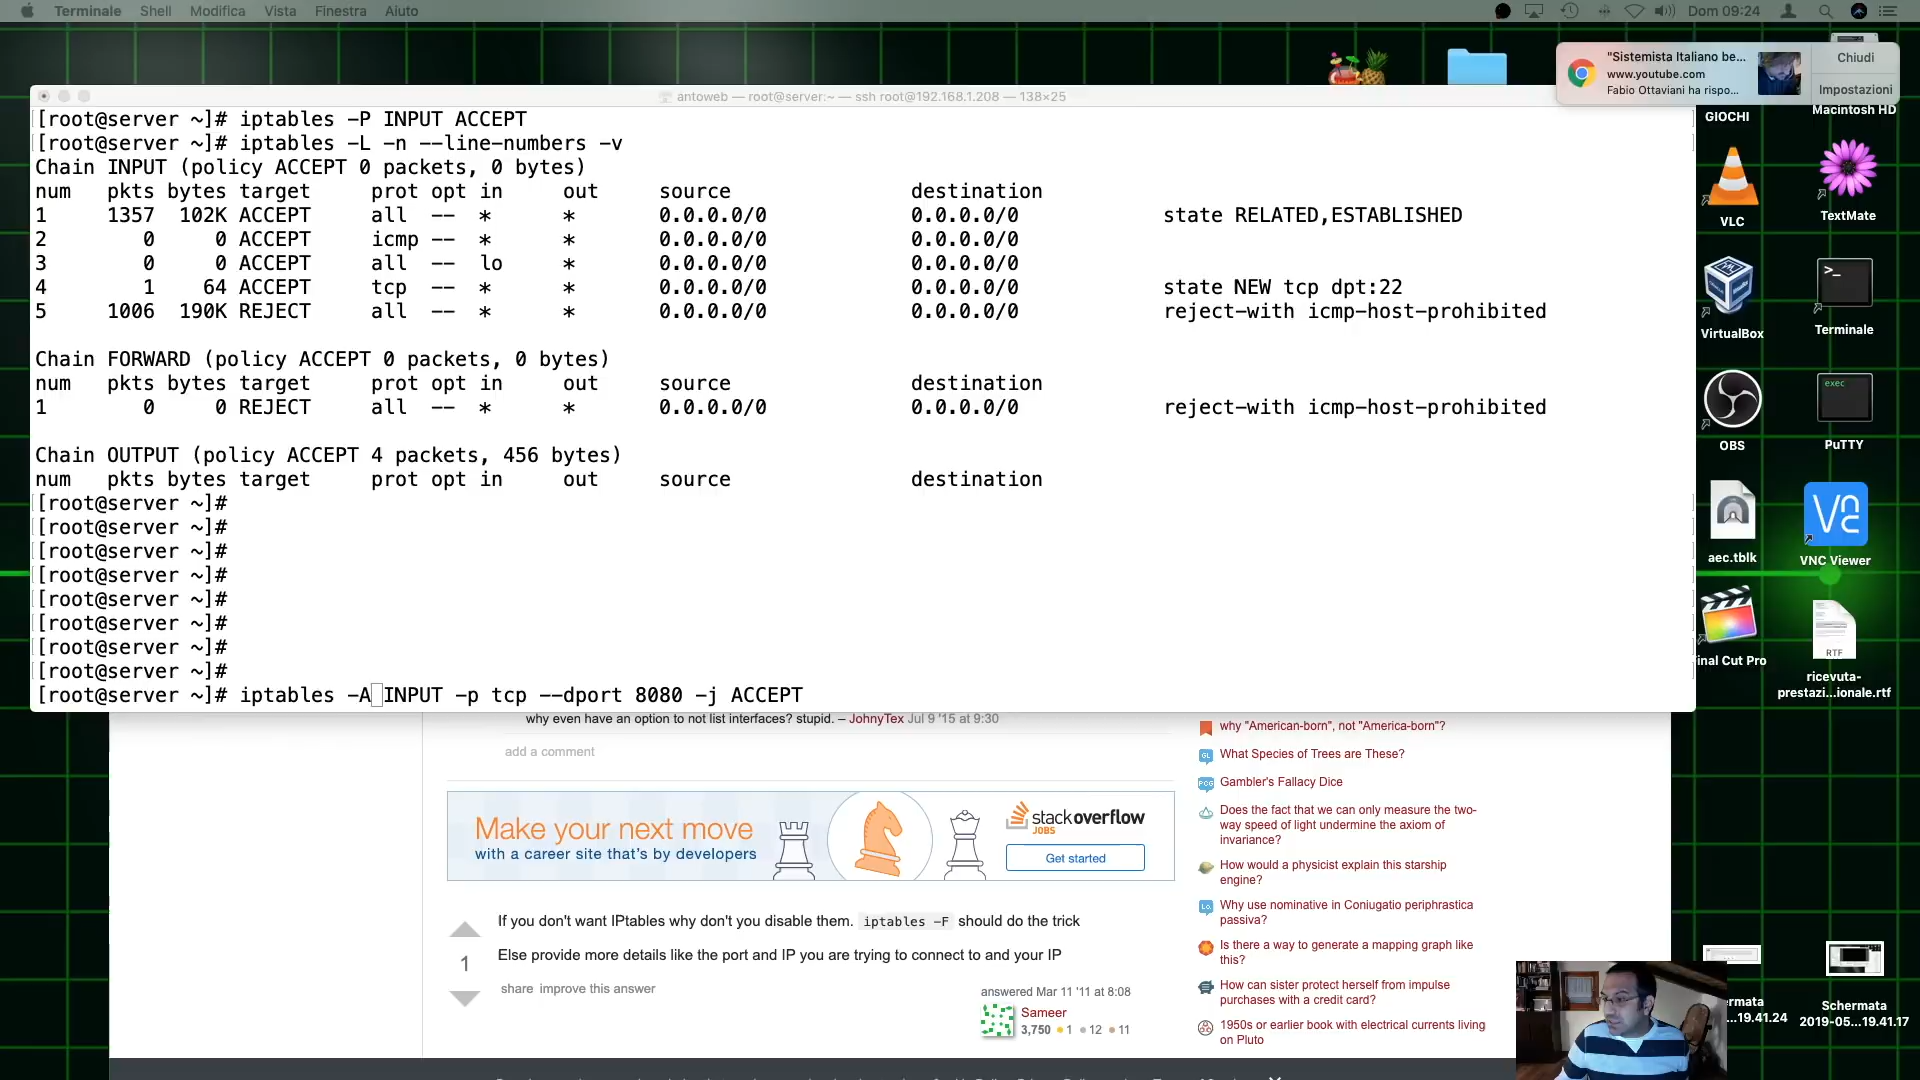 Terminale Shell Modifica Vista Finestra Aiuto
Dom 09:24
"Sistemista Italiano be...
www.youtube.com
Fabio Ottaviani ha rispo...
Chiudi
Impostazioni
antoweb — root@server:~ — ssh root@192.168.1.208 — 138×25
[root@server ~]# iptables -P INPUT ACCEPT
[root@server ~]# iptables -L -n --line-numbers -v
Chain INPUT (policy ACCEPT 0 packets, 0 bytes)
num pkts bytes target prot opt in out source destination
1 1357 102K ACCEPT all -- * * 0.0.0.0/0 0.0.0.0/0 state RELATED,ESTABLISHED
2 0 0 ACCEPT icmp -- * * 0.0.0.0/0 0.0.0.0/0
3 0 0 ACCEPT all -- lo * 0.0.0.0/0 0.0.0.0/0
4 1 64 ACCEPT tcp -- * * 0.0.0.0/0 0.0.0.0/0 state NEW tcp dpt:22
5 1006 190K REJECT all -- * * 0.0.0.0/0 0.0.0.0/0 reject-with icmp-host-prohibited
Chain FORWARD (policy ACCEPT 0 packets, 0 bytes)
num pkts bytes target prot opt in out source destination
1 0 0 REJECT all -- * * 0.0.0.0/0 0.0.0.0/0 reject-with icmp-host-prohibited
Chain OUTPUT (policy ACCEPT 4 packets, 456 bytes)
num pkts bytes target prot opt in out source destination
[root@server ~]#
[root@server ~]#
[root@server ~]#
[root@server ~]#
[root@server ~]#
[root@server ~]#
[root@server ~]#
[root@server ~]#
[root@server ~]# iptables -A INPUT -p tcp --dport 8080 -j ACCEPT
Macintosh HD
GIOCHI
VLC
TextMate
VirtualBox
Terminale
OBS
exec
PuTTY
aec.tblk
VNC Viewer
inal Cut Pro
RTF
ricevuta-
prestazi...ionale.rtf
why even have an option to not list interfaces? stupid. – JohnyTex Jul 9 '15 at 9:30
add a comment
Make your next move
with a career site that's by developers
stackoverflow
JOBS
Get started
If you don't want IPtables why don't you disable them. iptables -F should do the trick
Else provide more details like the port and IP you are trying to connect to and your IP
1
share improve this answer
answered Mar 11 '11 at 8:08
Sameer
3,750 1 12 11
why "American-born", not "America-born"?
What Species of Trees are These?
Gambler's Fallacy Dice
Does the fact that we can only measure the two-
way speed of light undermine the axiom of
invariance?
How would a physicist explain this starship
engine?
Why use nominative in Coniugatio periphrastica
passiva?
Is there a way to generate a mapping graph like
this?
How can sister protect herself from impulse
purchases with a credit card?
1950s or earlier book with electrical currents living
on Pluto
ermata
...19.41.24
Schermata
2019-05...19.41.17